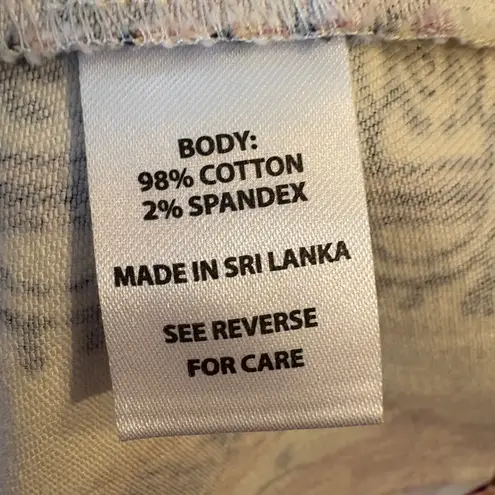 BODY:
98% COTTON
2% SPANDEX
MADE IN SRI LANKA
SEE REVERSE
FOR CARE